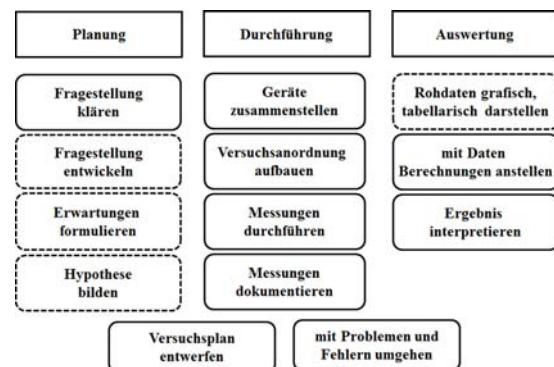 Planung
Durchführung
Auswertung
Fragestellung
klären
Geräte
zusammenstellen
Rohdaten grafisch,
tabellarisch darstellen
Fragestellung
entwickeln
Versuchsanordnung
aufbauen
mit Daten
Berechnungen anstellen
Erwartungen
formulieren
Messungen
durchführen
Ergebnis
interpretieren
Hypothese
bilden
Messungen
dokumentieren
Versuchsplan
entwerfen
mit Problemen und
Fehlern umgehen